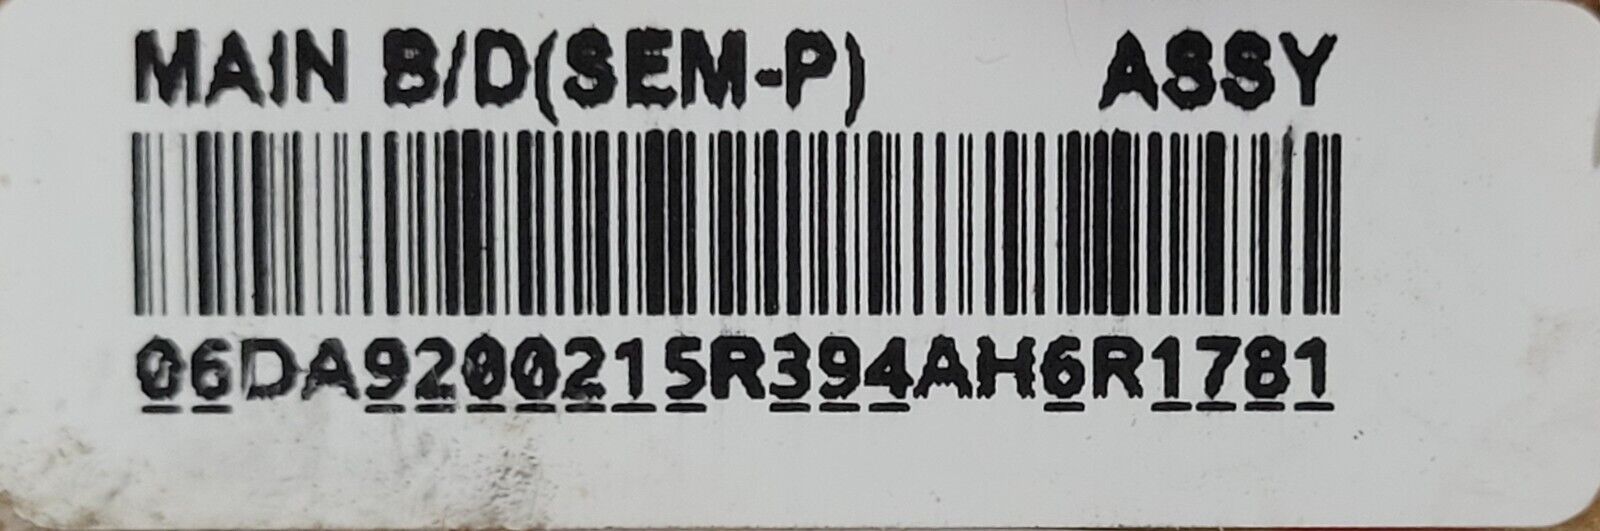 MAIN B/D(SEM-P) ASSY
06DA9200215R394AH6R1781